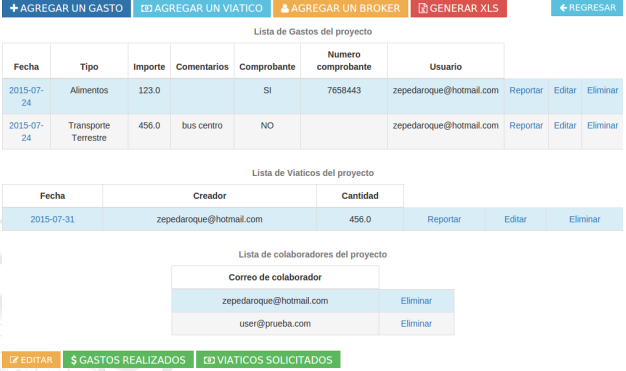 AGREGAR UN GASTO AGREGAR UN VIATICO AGREGAR UN BROKER GENERAR XLS REGRESAR
Lista de Gastos del proyecto
Fecha Tipo Importe Comentarios Comprobante Numero comprobante Usuario
2015-07-24 Alimentos 123.0 SI 7658443 zepedaroque@hotmail.com Reportar Editar Eliminar
2015-07-24 Transporte Terrestre 456.0 bus centro NO zepedaroque@hotmail.com Reportar Editar Eliminar
Lista de Viaticos del proyecto
Fecha Creador Cantidad
2015-07-31 zepedaroque@hotmail.com 456.0 Reportar Editar Eliminar
Lista de colaboradores del proyecto
Correo de colaborador
zepedaroque@hotmail.com Eliminar
user@prueba.com Eliminar
EDITAR $ GASTOS REALIZADOS VIATICOS SOLICITADOS